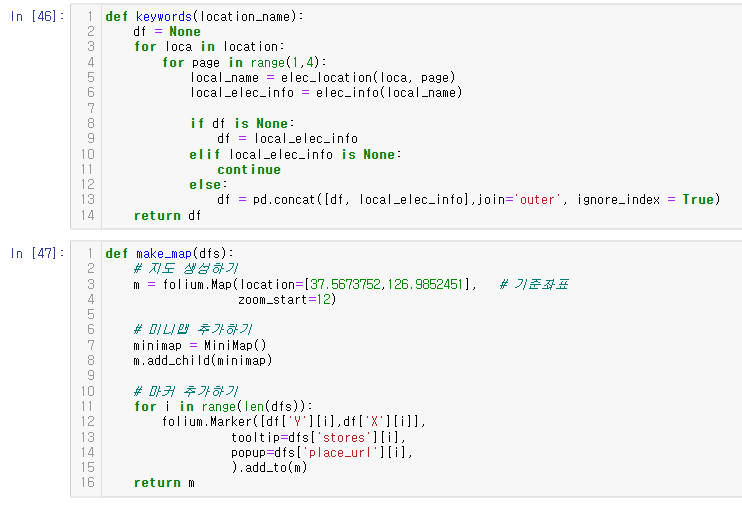 In [46]:
1 def keywords(location_name):
2     df = None
3     for loca in location:
4         for page in range(1,4):
5             local_name = elec_location(loca, page)
6             local_elec_info = elec_info(local_name)
7
8             if df is None:
9                 df = local_elec_info
10             elif local_elec_info is None:
11                 continue
12             else:
13                 df = pd.concat([df, local_elec_info],join='outer', ignore_index = True)
14     return df
In [47]:
1 def make_map(dfs):
2     # 지도 생성하기
3     m = folium.Map(location=[37.5673752,126.9852451],   # 기준좌표
4                    zoom_start=12)
5
6     # 미니맵 추가하기
7     minimap = MiniMap()
8     m.add_child(minimap)
9
10     # 마커 추가하기
11     for i in range(len(dfs)):
12         folium.Marker([df['Y'][i],df['X'][i]],
13                   tooltip=dfs['stores'][i],
14                   popup=dfs['place_url'][i],
15                   ).add_to(m)
16     return m